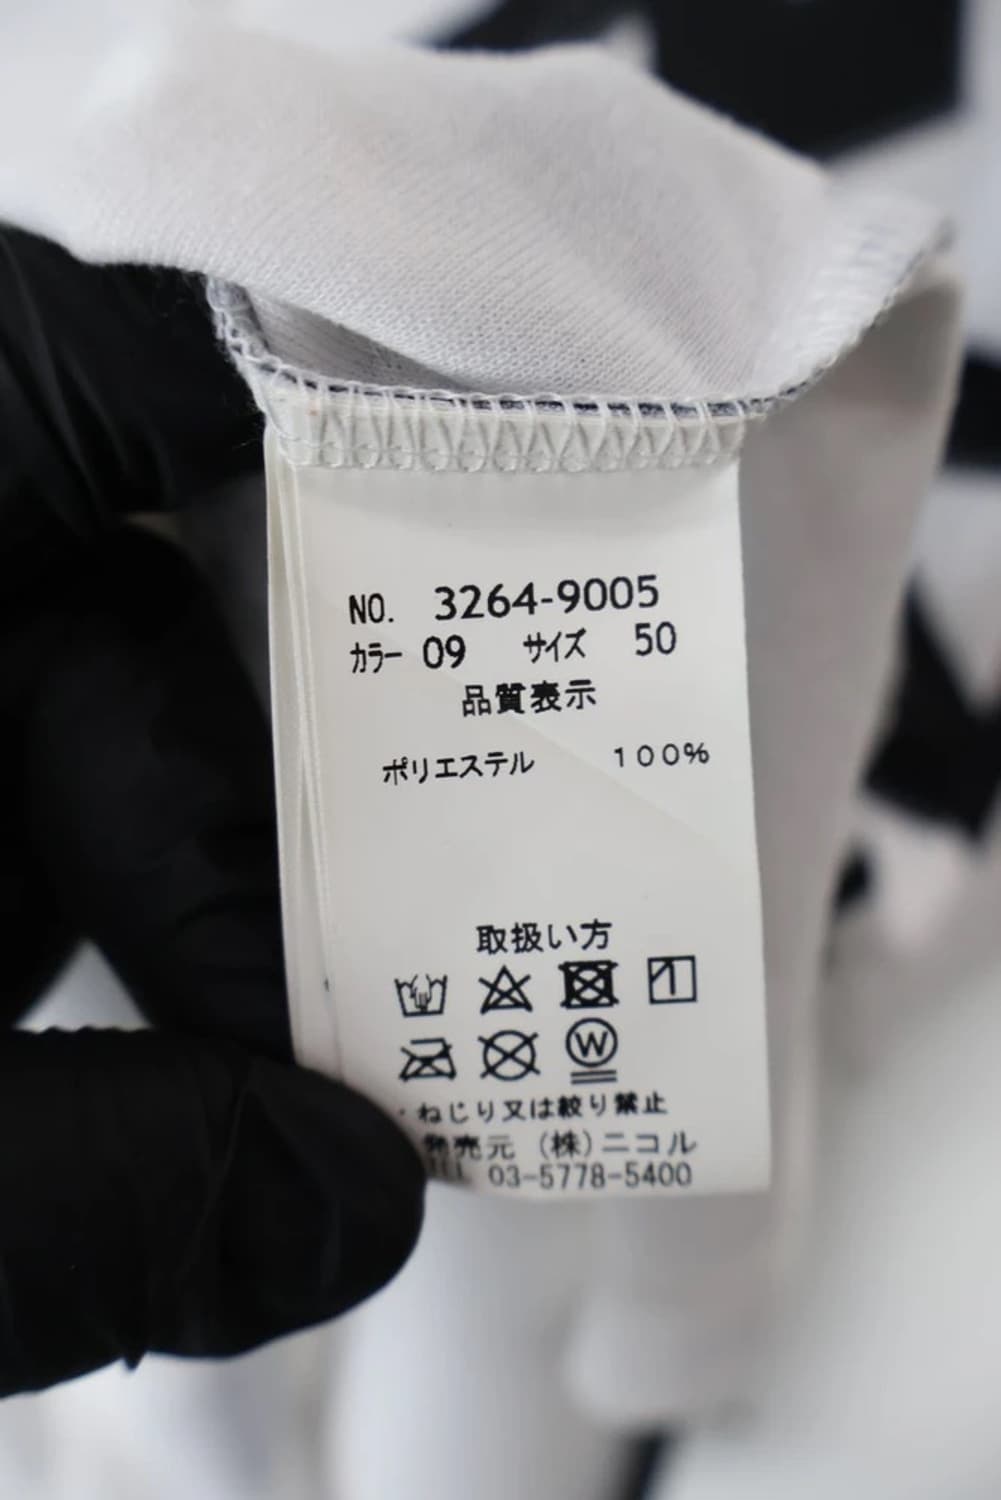 NO. 3264-9005
カラー 09 サイズ 50
品質表示
ポリエステル 100%
取扱い方
W
ねじり又は絞り禁止
発売元 (株)ニコル
TEL 03-5778-5400